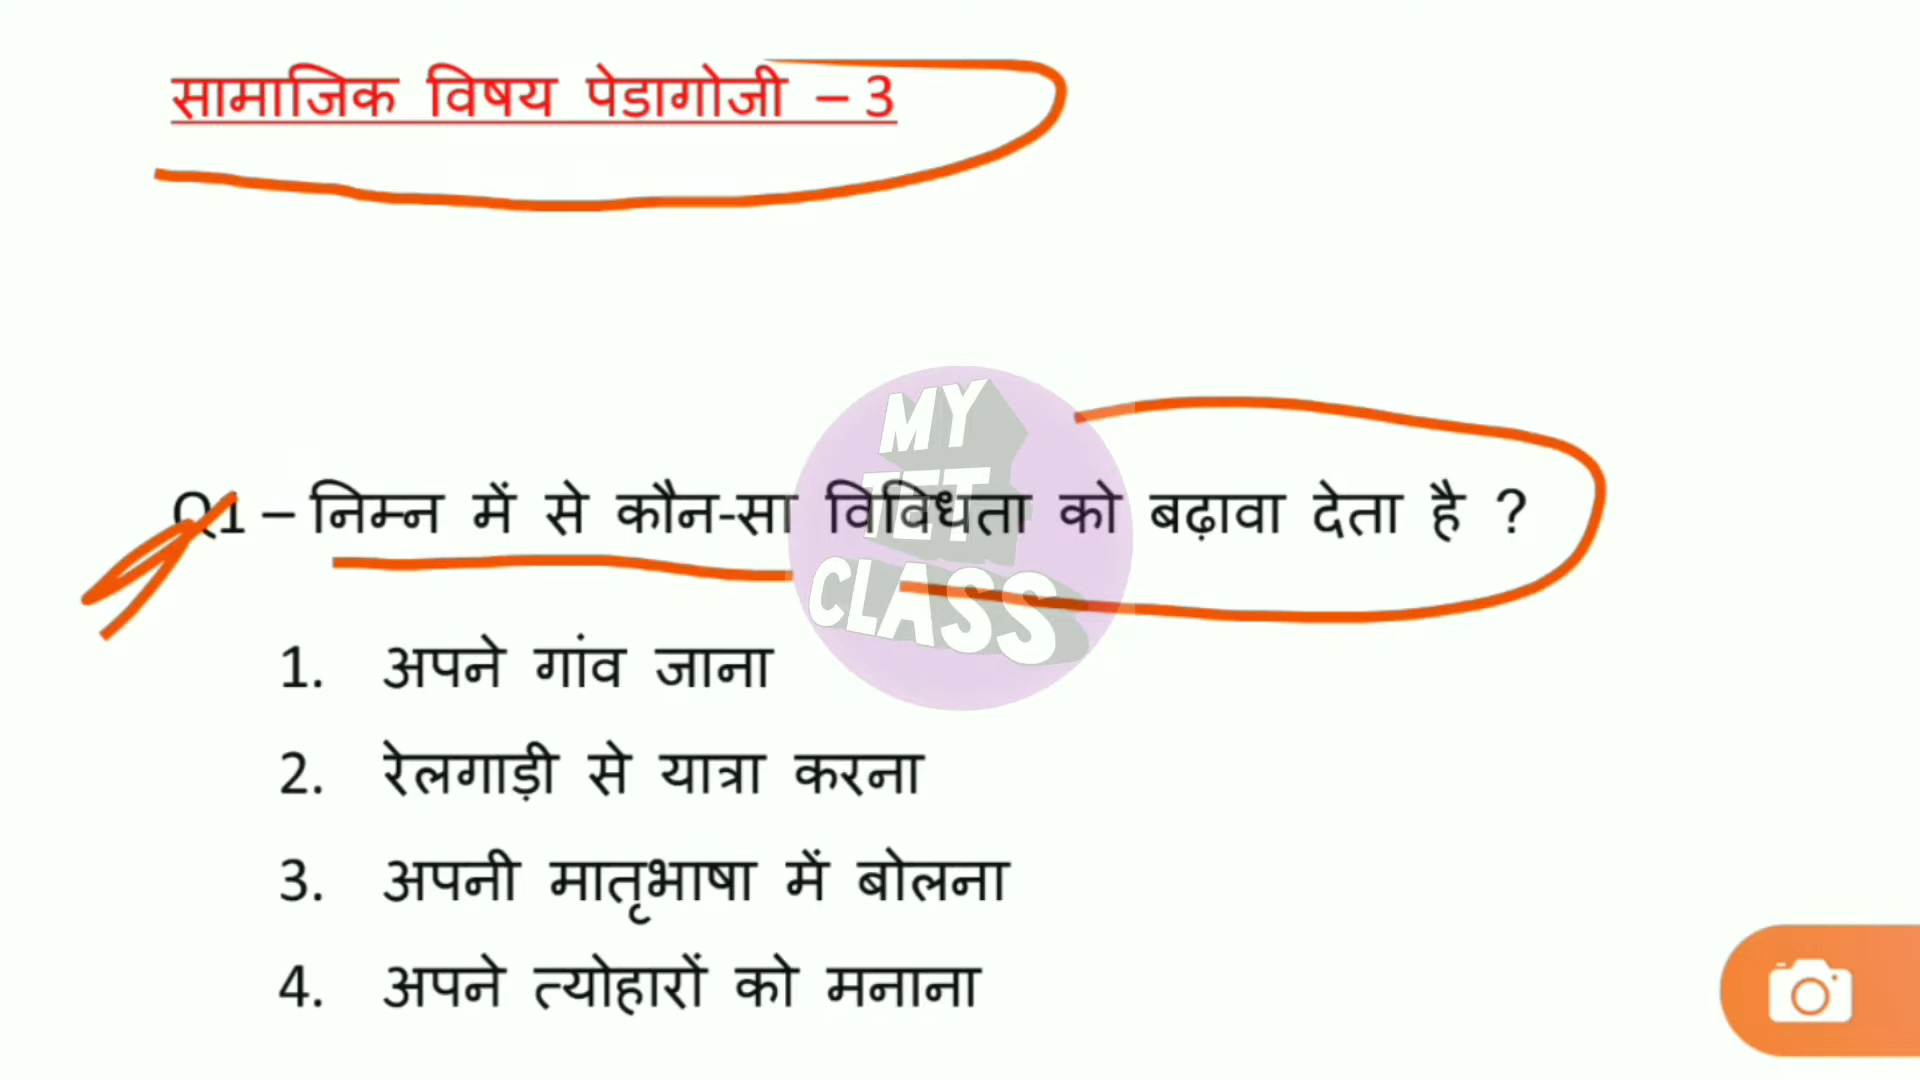 सामाजिक विषय पेडागोजी – 3
Q1 – निम्न में से कौन-सा विविधता को बढ़ावा देता है ?
MY
TET
CLASS
1. अपने गांव जाना
2. रेलगाड़ी से यात्रा करना
3. अपनी मातृभाषा में बोलना
4. अपने त्योहारों को मनाना